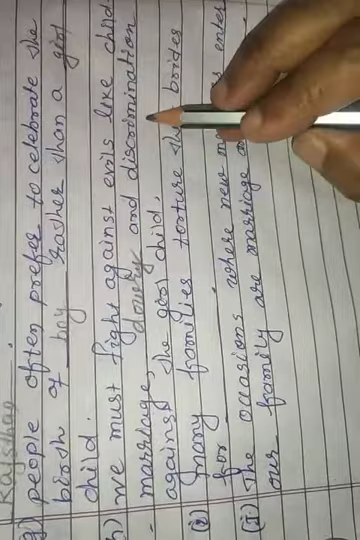 Rajsthan
g) people often prefer to celebrate the
birth of boy rather than a girl
child.
h) we must fight against evils like child
marriage, dowry and discrimination
against the girl child.
(i) many families torture the brides
for
(J) The occasions where new enter
our family are marriage